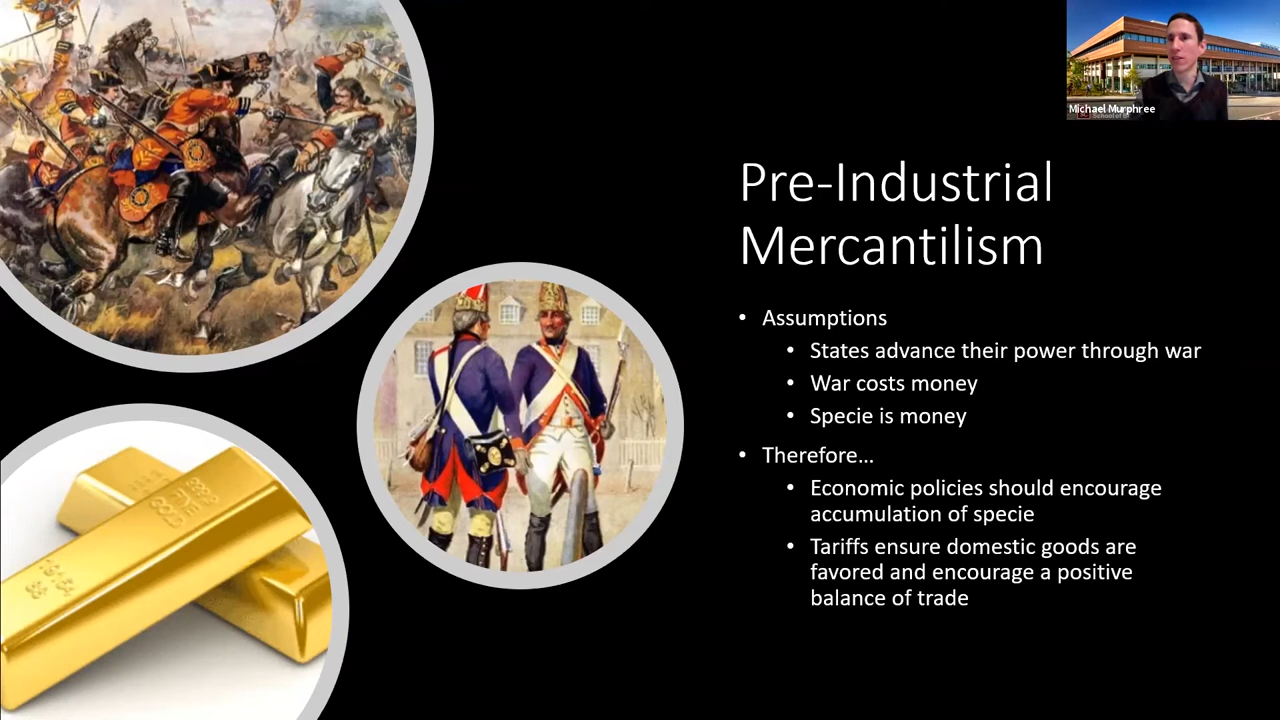 Michael Murphree
Pre-Industrial
Mercantilism
• Assumptions
• States advance their power through war
• War costs money
• Specie is money
• Therefore...
• Economic policies should encourage
accumulation of specie
• Tariffs ensure domestic goods are
favored and encourage a positive
balance of trade